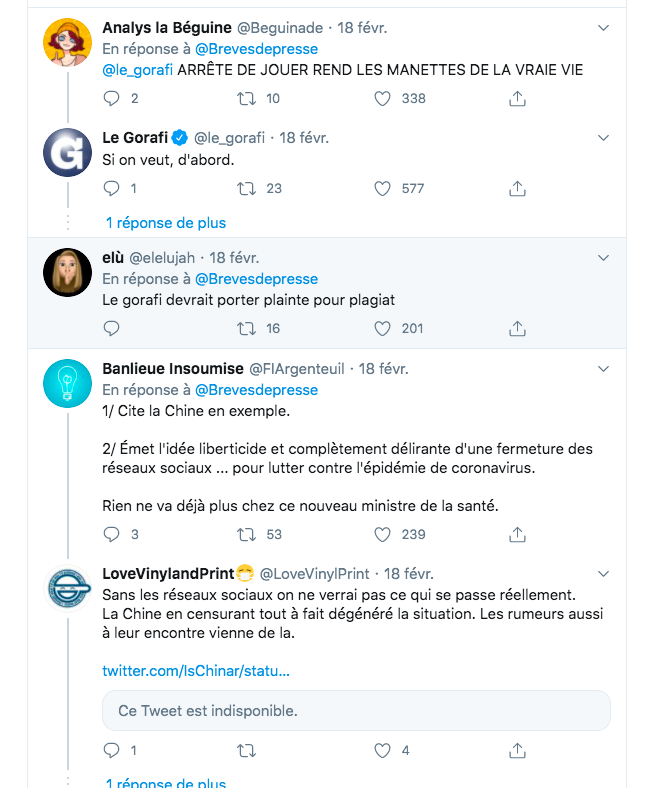 Analys la Béguine @Beguinade · 18 févr.
En réponse à @Brevesdepresse
@le_gorafi ARRÊTE DE JOUER REND LES MANETTES DE LA VRAIE VIE
2 10 338
Le Gorafi @le_gorafi · 18 févr.
Si on veut, d'abord.
1 23 577
1 réponse de plus
elù @elelujah · 18 févr.
En réponse à @Brevesdepresse
Le gorafi devrait porter plainte pour plagiat
16 201
Banlieue Insoumise @FIArgenteuil · 18 févr.
En réponse à @Brevesdepresse
1/ Cite la Chine en exemple.
2/ Émet l'idée liberticide et complètement délirante d'une fermeture des
réseaux sociaux ... pour lutter contre l'épidémie de coronavirus.
Rien ne va déjà plus chez ce nouveau ministre de la santé.
3 53 239
LoveVinylandPrint😷 @LoveVinylPrint · 18 févr.
Sans les réseaux sociaux on ne verrai pas ce qui se passe réellement.
La Chine en censurant tout à fait dégénéré la situation. Les rumeurs aussi
à leur encontre vienne de la.
twitter.com/IsChinar/statu...
Ce Tweet est indisponible.
1 4
1 réponse de plus